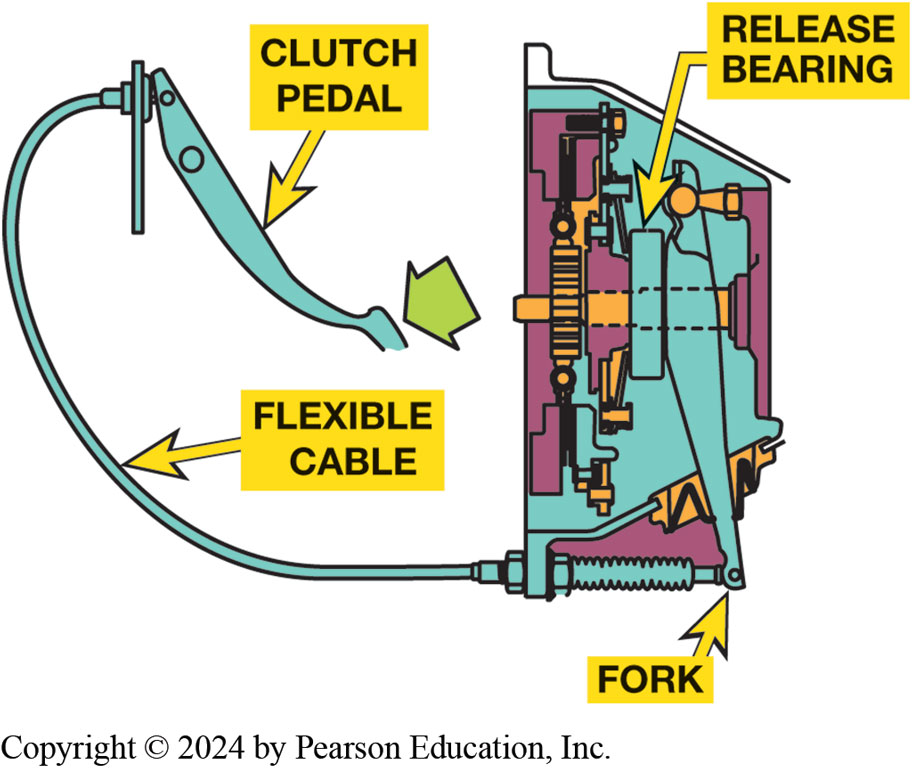 CLUTCH
PEDAL
RELEASE
BEARING
FLEXIBLE
CABLE
FORK
Copyright © 2024 by Pearson Education, Inc.